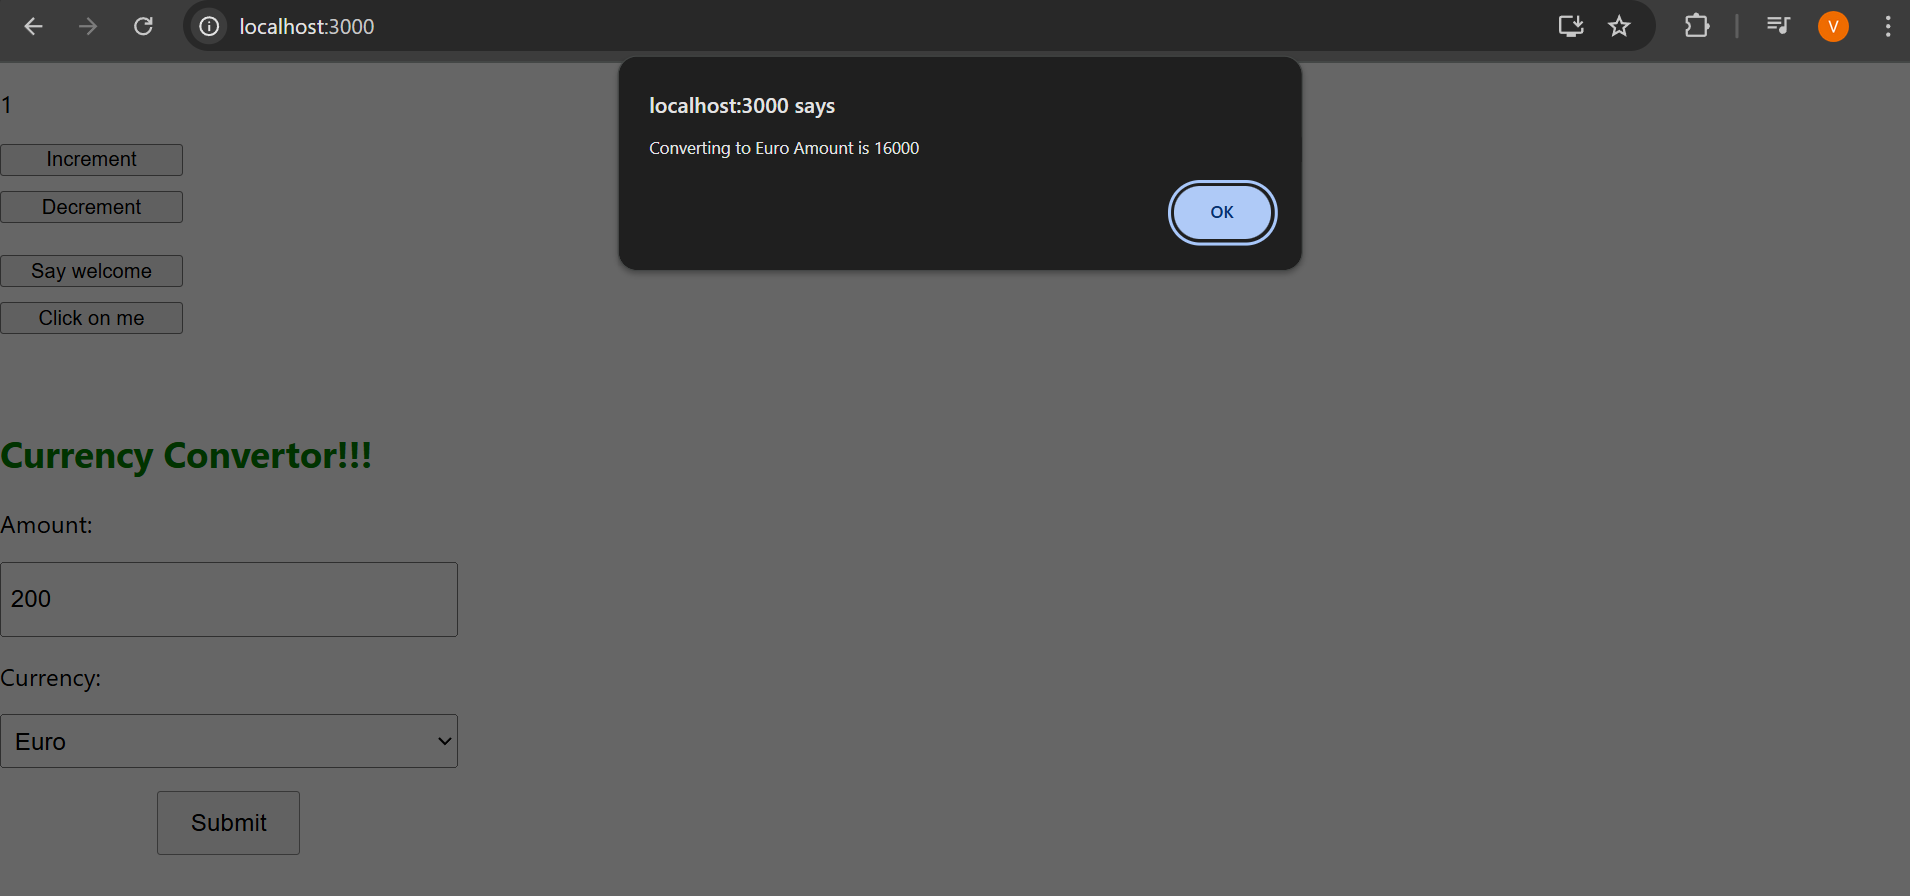 localhost:3000
V
localhost:3000 says
Converting to Euro Amount is 16000
OK
1
Increment
Decrement
Say welcome
Click on me
Currency Convertor!!!
Amount:
200
Currency:
Euro
Submit